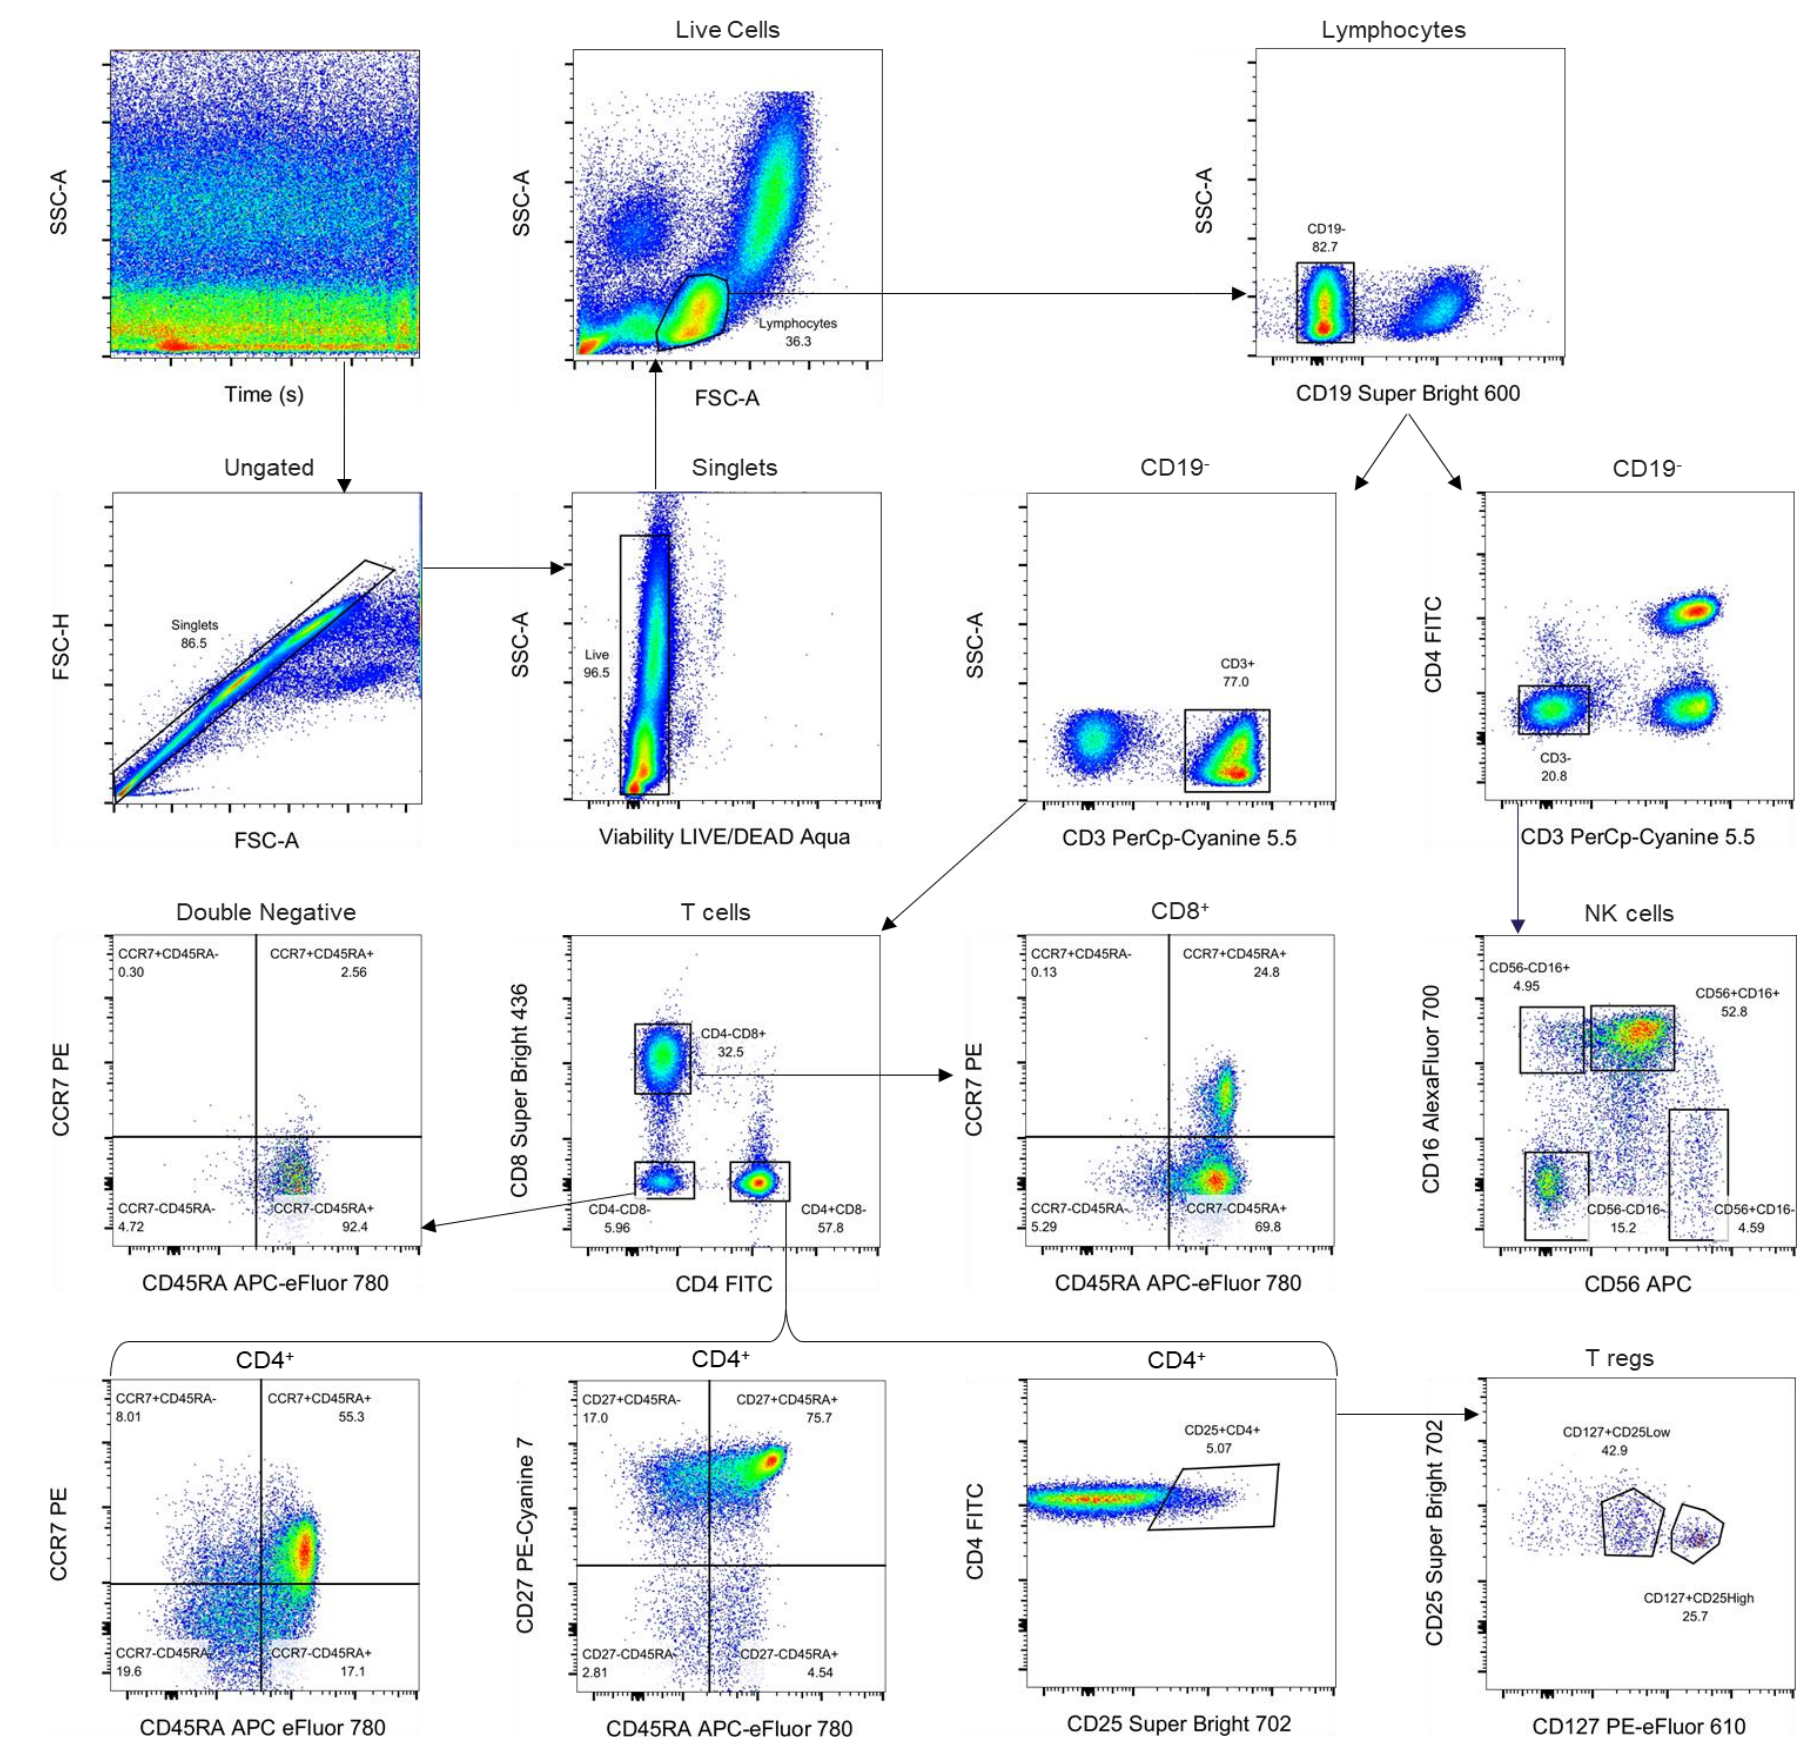 Live Cells
Lymphocytes
SSC-A
Time (s)
SSC-A
Lymphocytes
36.3
FSC-A
SSC-A
CD19-
82.7
CD19 Super Bright 600
Ungated
FSC-H
Singlets
86.5
FSC-A
Singlets
SSC-A
Live
96.5
Viability LIVE/DEAD Aqua
CD19-
SSC-A
CD3+
77.0
CD3 PerCp-Cyanine 5.5
CD19-
CD4 FITC
CD3-
20.8
CD3 PerCp-Cyanine 5.5
Double Negative
CCR7 PE
CCR7+CD45RA-
0.30
CCR7+CD45RA+
2.56
CCR7-CD45RA-
4.72
CCR7-CD45RA+
92.4
CD45RA APC-eFluor 780
T cells
CD8 Super Bright 436
CD4-CD8+
32.5
CD4-CD8-
5.96
CD4+CD8-
57.8
CD4 FITC
CD8+
CCR7 PE
CCR7+CD45RA-
0.13
CCR7+CD45RA+
24.8
CCR7-CD45RA-
5.29
CCR7-CD45RA+
69.8
CD45RA APC-eFluor 780
NK cells
CD16 AlexaFluor 700
CD56-CD16+
4.95
CD56+CD16+
52.8
CD56-CD16-
15.2
CD56+CD16-
4.59
CD56 APC
CD4+
CCR7 PE
CCR7+CD45RA-
8.01
CCR7+CD45RA+
55.3
CCR7-CD45RA-
19.6
CCR7-CD45RA+
17.1
CD45RA APC eFluor 780
CD4+
CD27 PE-Cyanine 7
CD27+CD45RA-
17.0
CD27+CD45RA+
75.7
CD27-CD45RA-
2.81
CD27-CD45RA+
4.54
CD45RA APC-eFluor 780
CD4+
CD4 FITC
CD25+CD4+
5.07
CD25 Super Bright 702
T regs
CD25 Super Bright 702
CD127+CD25Low
42.9
CD127+CD25High
25.7
CD127 PE-eFluor 610